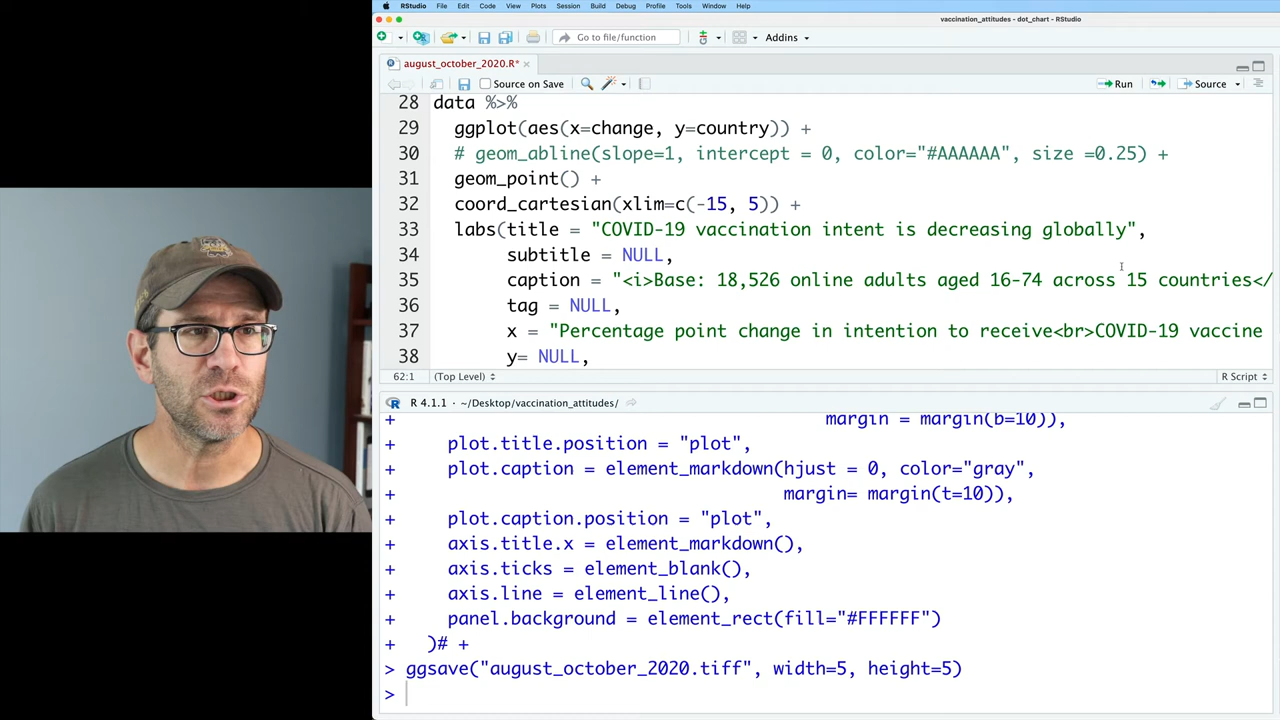 RStudio File Edit Code View Plots Session Build Debug Profile Tools Window Help
vaccination_attitudes - dot_chart - RStudio
Go to file/function Addins
august_october_2020.R*
Source on Save Run Source
28 data %>%
29 ggplot(aes(x=change, y=country)) +
30 # geom_abline(slope=1, intercept = 0, color="#AAAAAA", size =0.25) +
31 geom_point() +
32 coord_cartesian(xlim=c(-15, 5)) +
33 labs(title = "COVID-19 vaccination intent is decreasing globally",
34 subtitle = NULL,
35 caption = "<i>Base: 18,526 online adults aged 16-74 across 15 countries</
36 tag = NULL,
37 x = "Percentage point change in intention to receive<br>COVID-19 vaccine
38 y= NULL,
62:1 (Top Level) R Script
R 4.1.1 · ~/Desktop/vaccination_attitudes/
+ margin = margin(b=10)),
+ plot.title.position = "plot",
+ plot.caption = element_markdown(hjust = 0, color="gray",
+ margin= margin(t=10)),
+ plot.caption.position = "plot",
+ axis.title.x = element_markdown(),
+ axis.ticks = element_blank(),
+ axis.line = element_line(),
+ panel.background = element_rect(fill="#FFFFFF")
+ )# +
> ggsave("august_october_2020.tiff", width=5, height=5)
>